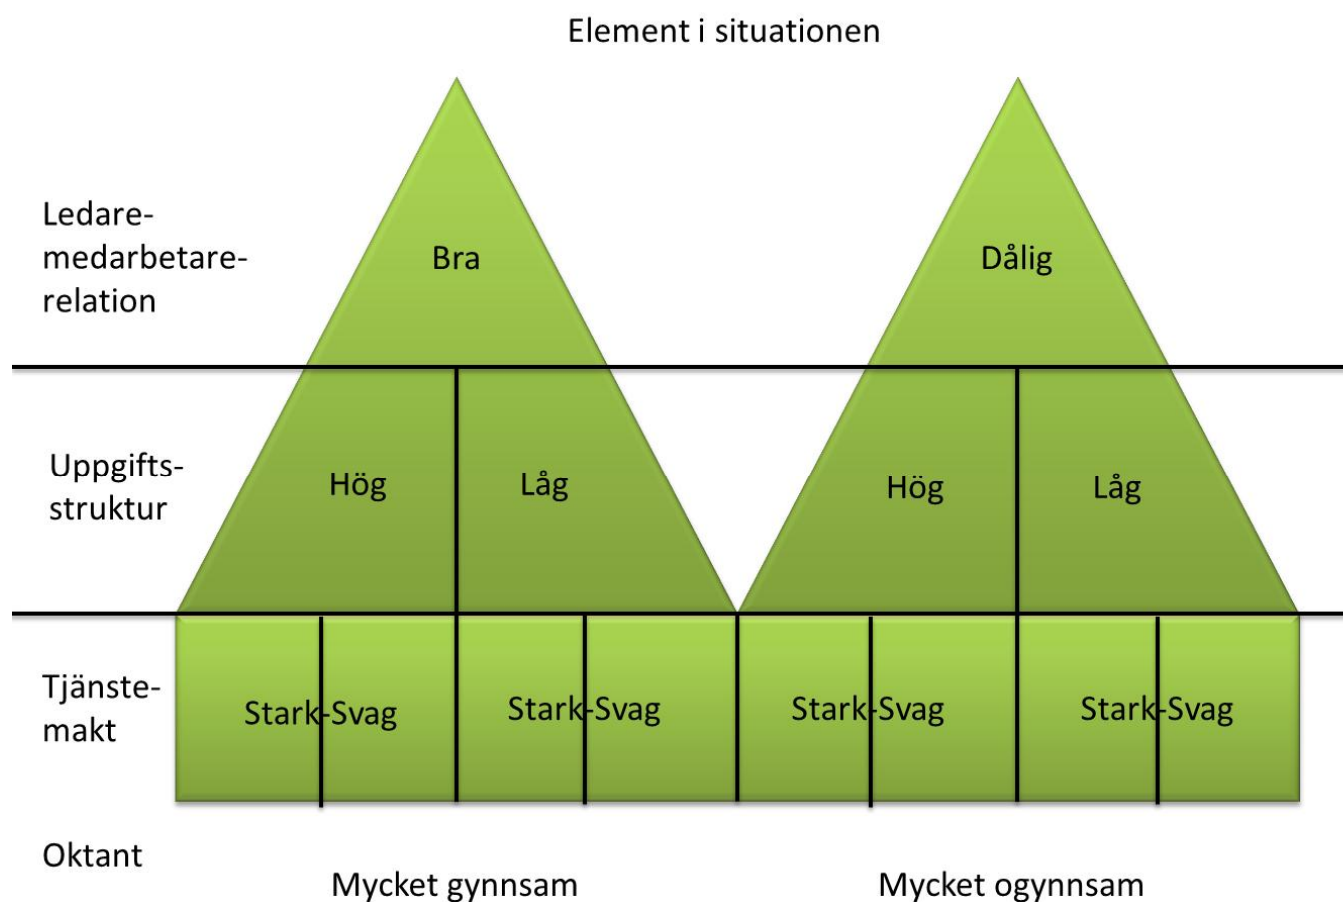 Element i situationen
Ledare-
medarbetare-
relation
Bra
Dålig
Uppgifts-
struktur
Hög
Låg
Hög
Låg
Tjänste-
makt
Stark-Svag
Stark-Svag
Stark-Svag
Stark-Svag
Oktant
Mycket gynnsam
Mycket ogynnsam